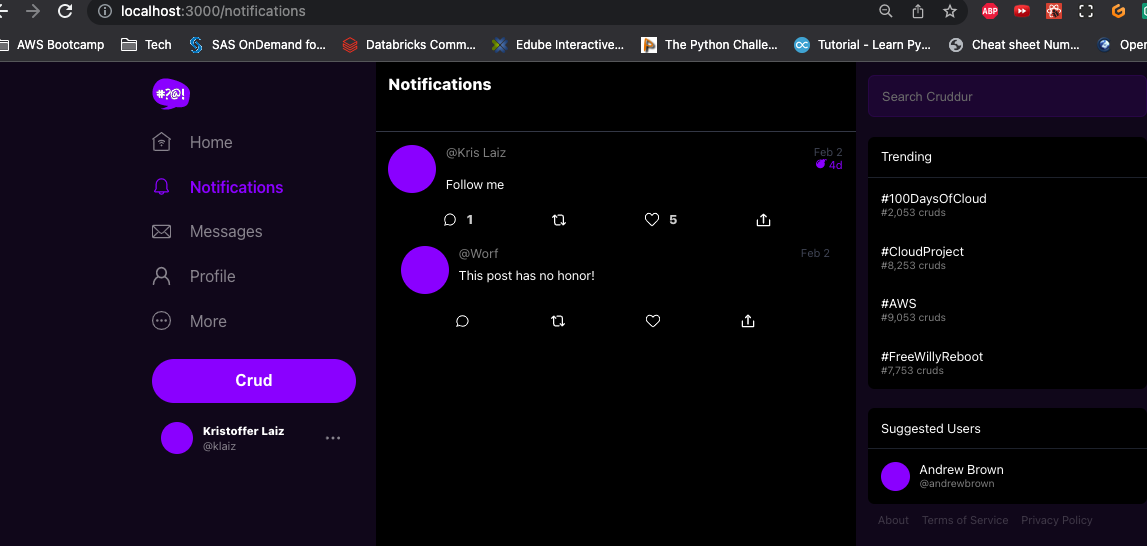 localhost:3000/notifications
ABP
AWS Bootcamp
Tech
SAS OnDemand fo...
Databricks Comm...
Edube Interactive...
The Python Challe...
Tutorial - Learn Py...
Cheat sheet Num...
#?@!
Home
Notifications
Messages
Profile
More
Crud
Kristoffer Laiz
@klaiz
Notifications
@Kris Laiz
Feb 2
4d
Follow me
1
5
@Worf
Feb 2
This post has no honor!
Search Cruddur
Trending
#100DaysOfCloud
#2,053 cruds
#CloudProject
#8,253 cruds
#AWS
#9,053 cruds
#FreeWillyReboot
#7,753 cruds
Suggested Users
Andrew Brown
@andrewbrown
About Terms of Service Privacy Policy